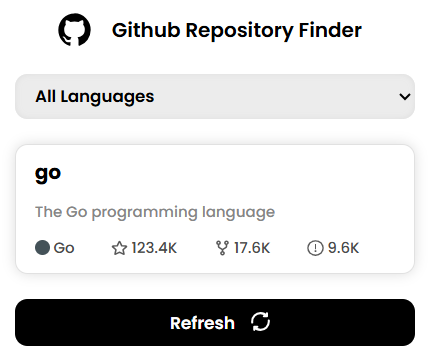 Github Repository Finder
All Languages
go
The Go programming language
Go 123.4K 17.6K 9.6K
Refresh